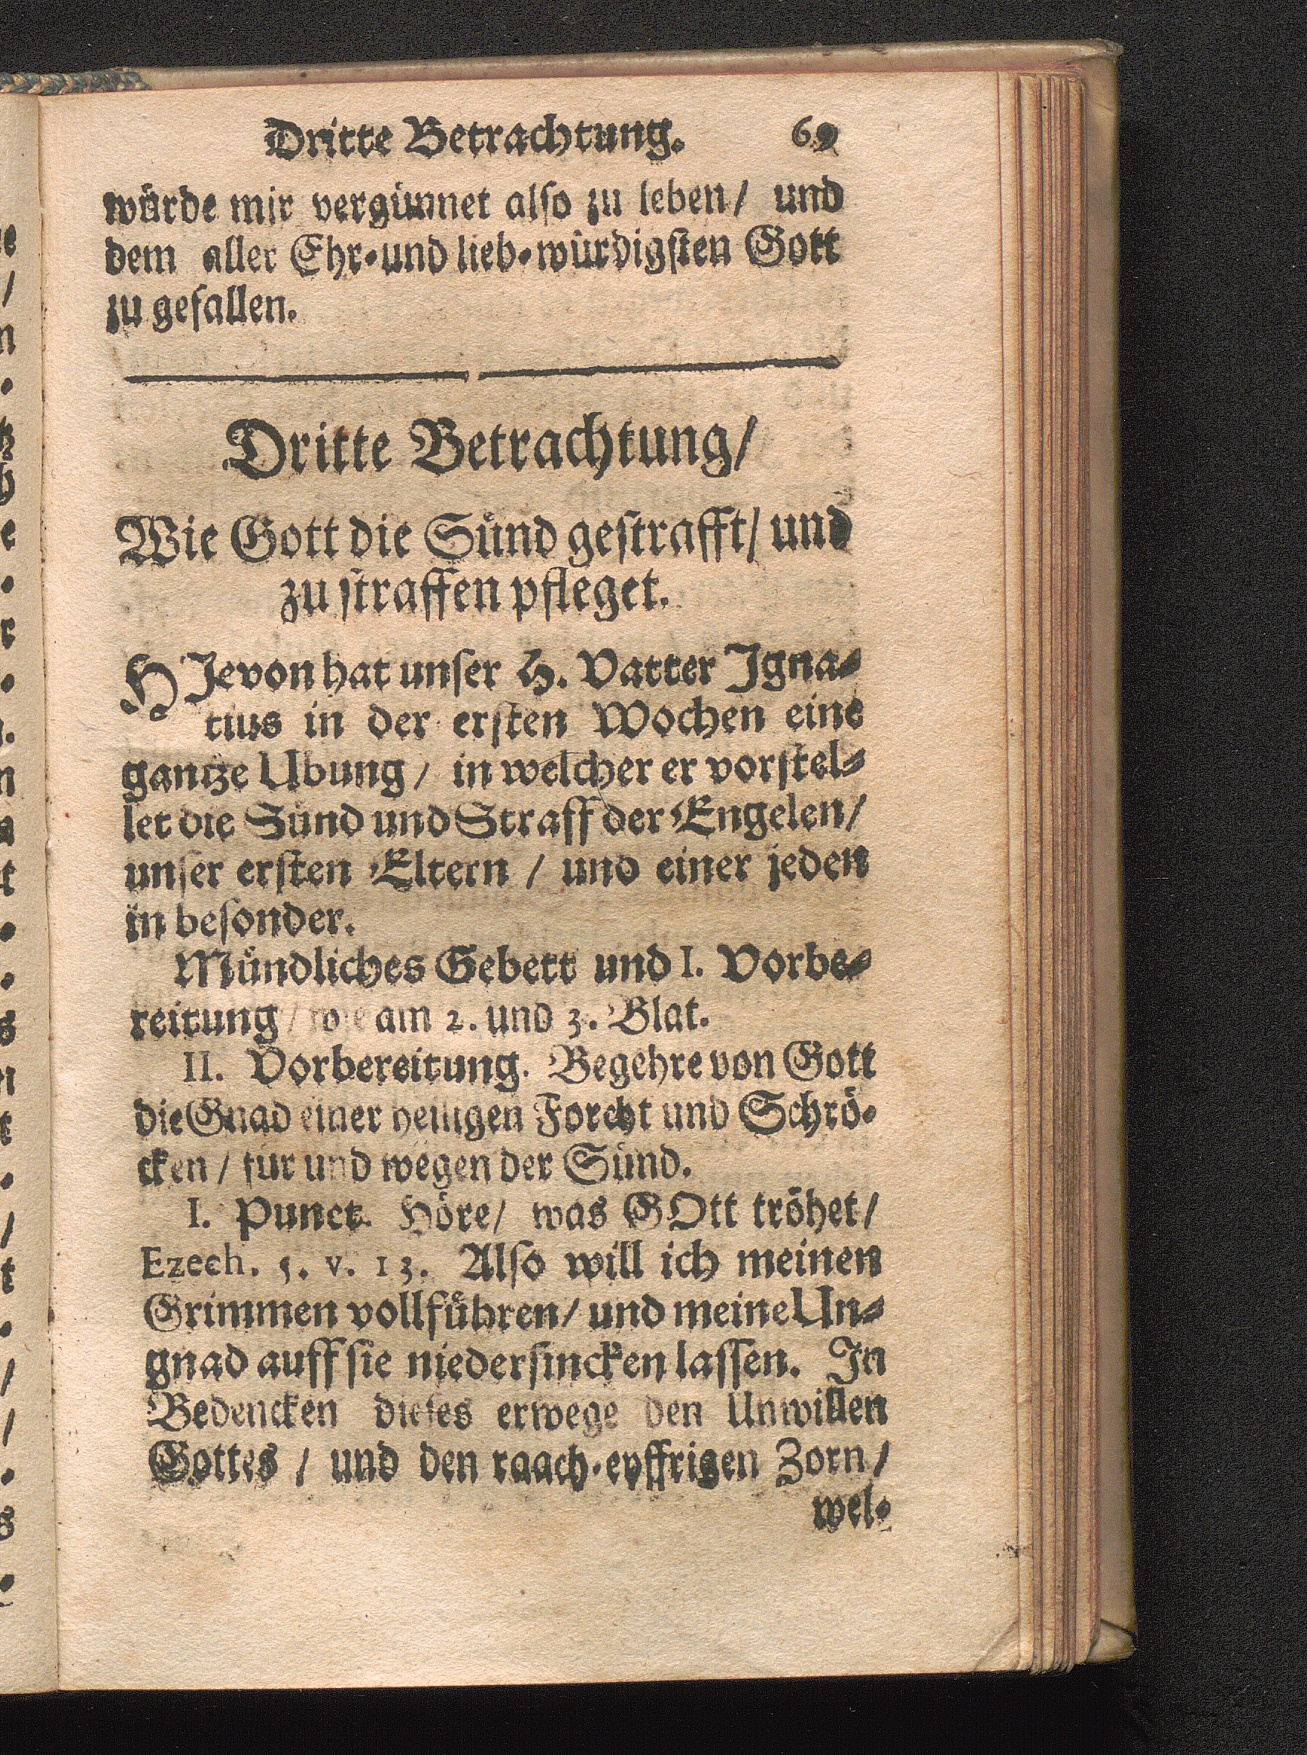 Dritte Betrachtung. 69
würde mir vergünnet also zu leben / und
dem aller Ehr-und lieb-würdigsten Gott
zu gefallen.
Dritte Betrachtung /
Wie Gott die Sünd gestrafft / und
zu straffen pfleget.
HJevon hat unser H. Vatter Igna-
tius in der ersten Wochen eine
gantze Ubung / in welcher er vorstel-
let die Sünd und Straff der Engelen /
unser ersten Eltern / und einer jeden
in besonder.
Mündliches Gebett und I. Vorbe-
reitung / wie am 2. und 3. Blat.
II. Vorbereitung. Begehre von Gott
die Gnad einer heiligen Forcht und Schrö-
cken / für und wegen der Sünd.
I. Punct. Höre / was GOtt tröhet /
Ezech. 5. v. 13. Also will ich meinen
Grimmen vollführen / und meine Un-
gnad auff sie niedersincken lassen. In
Bedencken dieses erwege den Unwillen
Gottes / und den raach-eyffrigen Zorn /
wel-